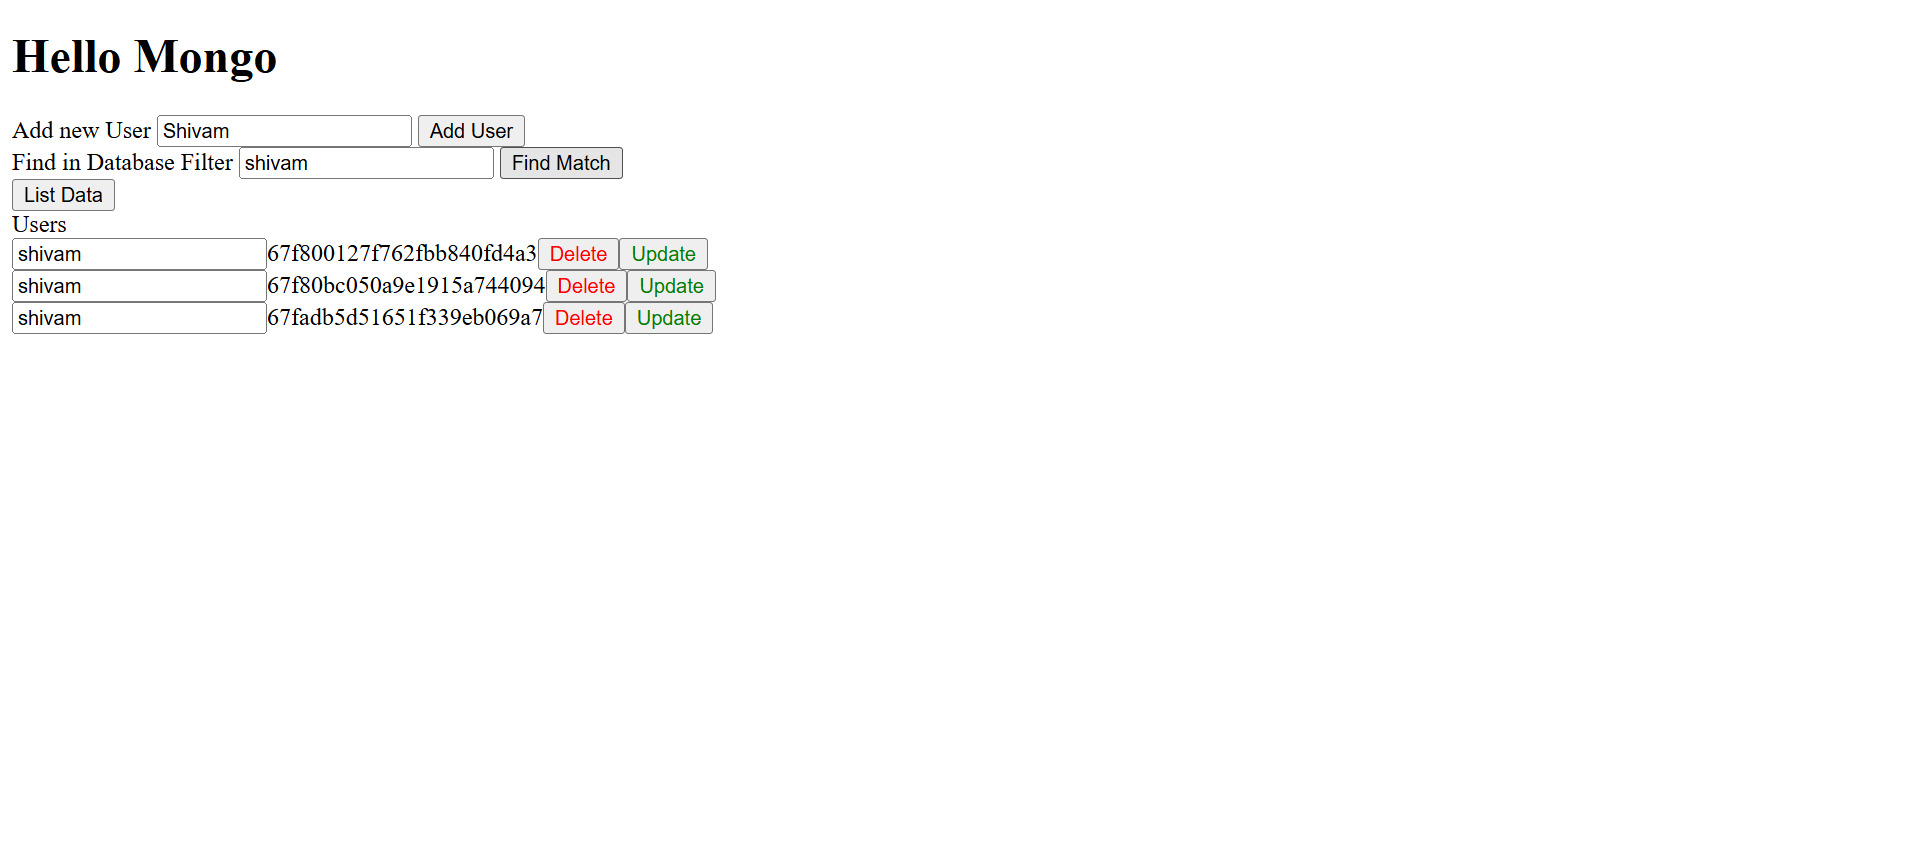 Hello Mongo
Add new User Shivam Add User
Find in Database Filter shivam Find Match
List Data
Users
shivam 67f800127f762fbb840fd4a3 Delete Update
shivam 67f80bc050a9e1915a744094 Delete Update
shivam 67fadb5d51651f339eb069a7 Delete Update